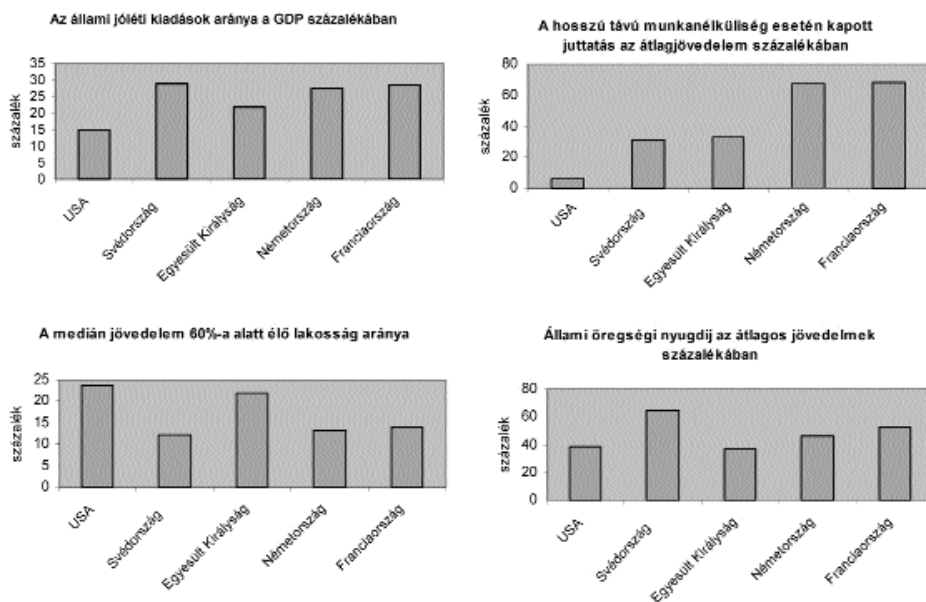 Az állami jóléti kiadások aránya a GDP százalékában
35
30
25
20
15
10
5
0
százalék
USA
Svédország
Egyesült Királyság
Németország
Franciaország
A hosszú távú munkanélküliség esetén kapott
juttatás az átlagjövedelem százalékában
80
60
40
20
0
százalék
USA
Svédország
Egyesült Királyság
Németország
Franciaország
A medián jövedelem 60%-a alatt élő lakosság aránya
25
20
15
10
5
0
százalék
USA
Svédország
Egyesült Királyság
Németország
Franciaország
Állami öregségi nyugdij az átlagos jövedelmek
százalékában
80
60
40
20
0
százalék
USA
Svédország
Egyesült Királyság
Németország
Franciaország